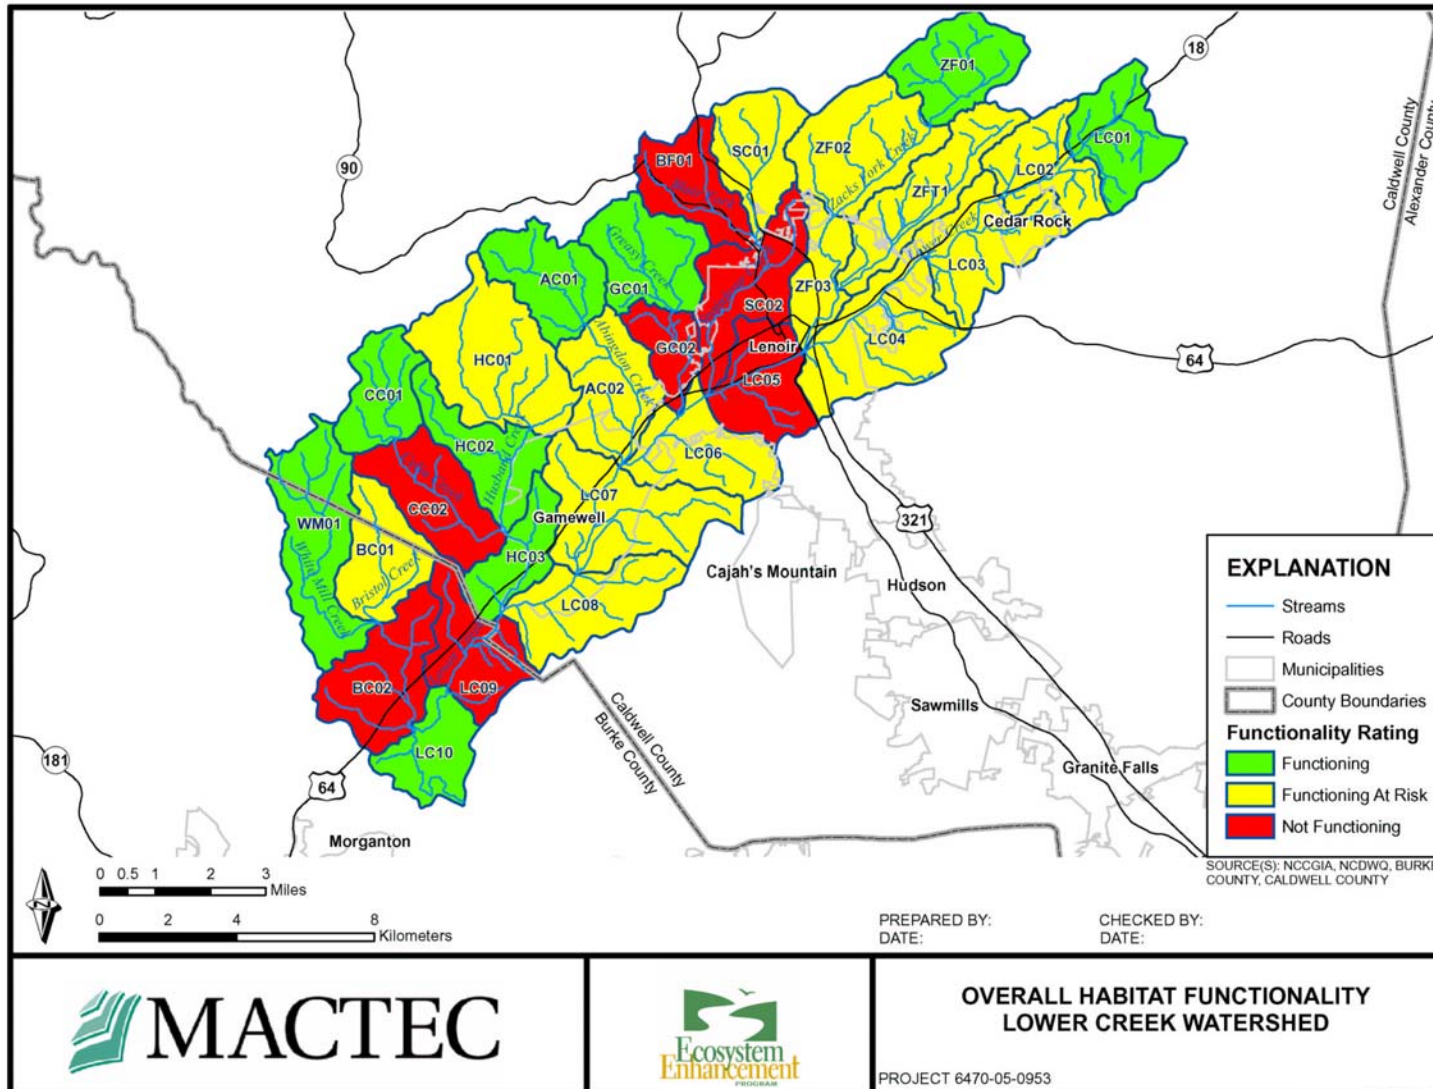 ZF01
18
LC01
Caldwell County
Alexander County
BF01
SC01
ZF02
90
Zacks Fork Creek
ZFT1
LC02
Cedar Rock
Lower Creek
LC03
Greasy Creek
AC01
GC01
ZF03
SC02
HC01
Abingdon Creek
GC02
Lenoir
LC04
64
AC02
LC05
CC01
HC02
Husband Creek
LC06
CC02
LC07
WM01
Gamewell
321
BC01
HC03
White Mill Creek
Bristol Creek
Cajah's Mountain
Hudson
LC08
BC02
LC09
Caldwell County
Burke County
Sawmills
LC10
181
64
Granite Falls
Morganton
EXPLANATION
Streams
Roads
Municipalities
County Boundaries
Functionality Rating
Functioning
Functioning At Risk
Not Functioning
SOURCE(S): NCCGIA, NCDWQ, BURKE
COUNTY, CALDWELL COUNTY
N
0 0.5 1 2 3
Miles
0 2 4 8
Kilometers
PREPARED BY:
DATE:
CHECKED BY:
DATE:
MACTEC
Ecosystem
Enhancement
PROGRAM
OVERALL HABITAT FUNCTIONALITY
LOWER CREEK WATERSHED
PROJECT 6470-05-0953